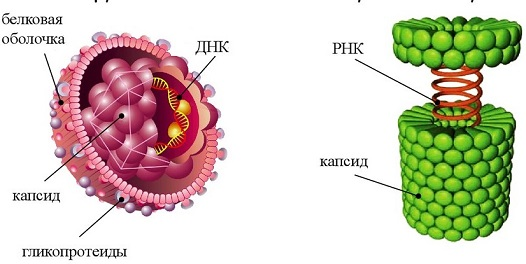 белковая
оболочка
ДНК
капсид
гликопротеиды
РНК
капсид